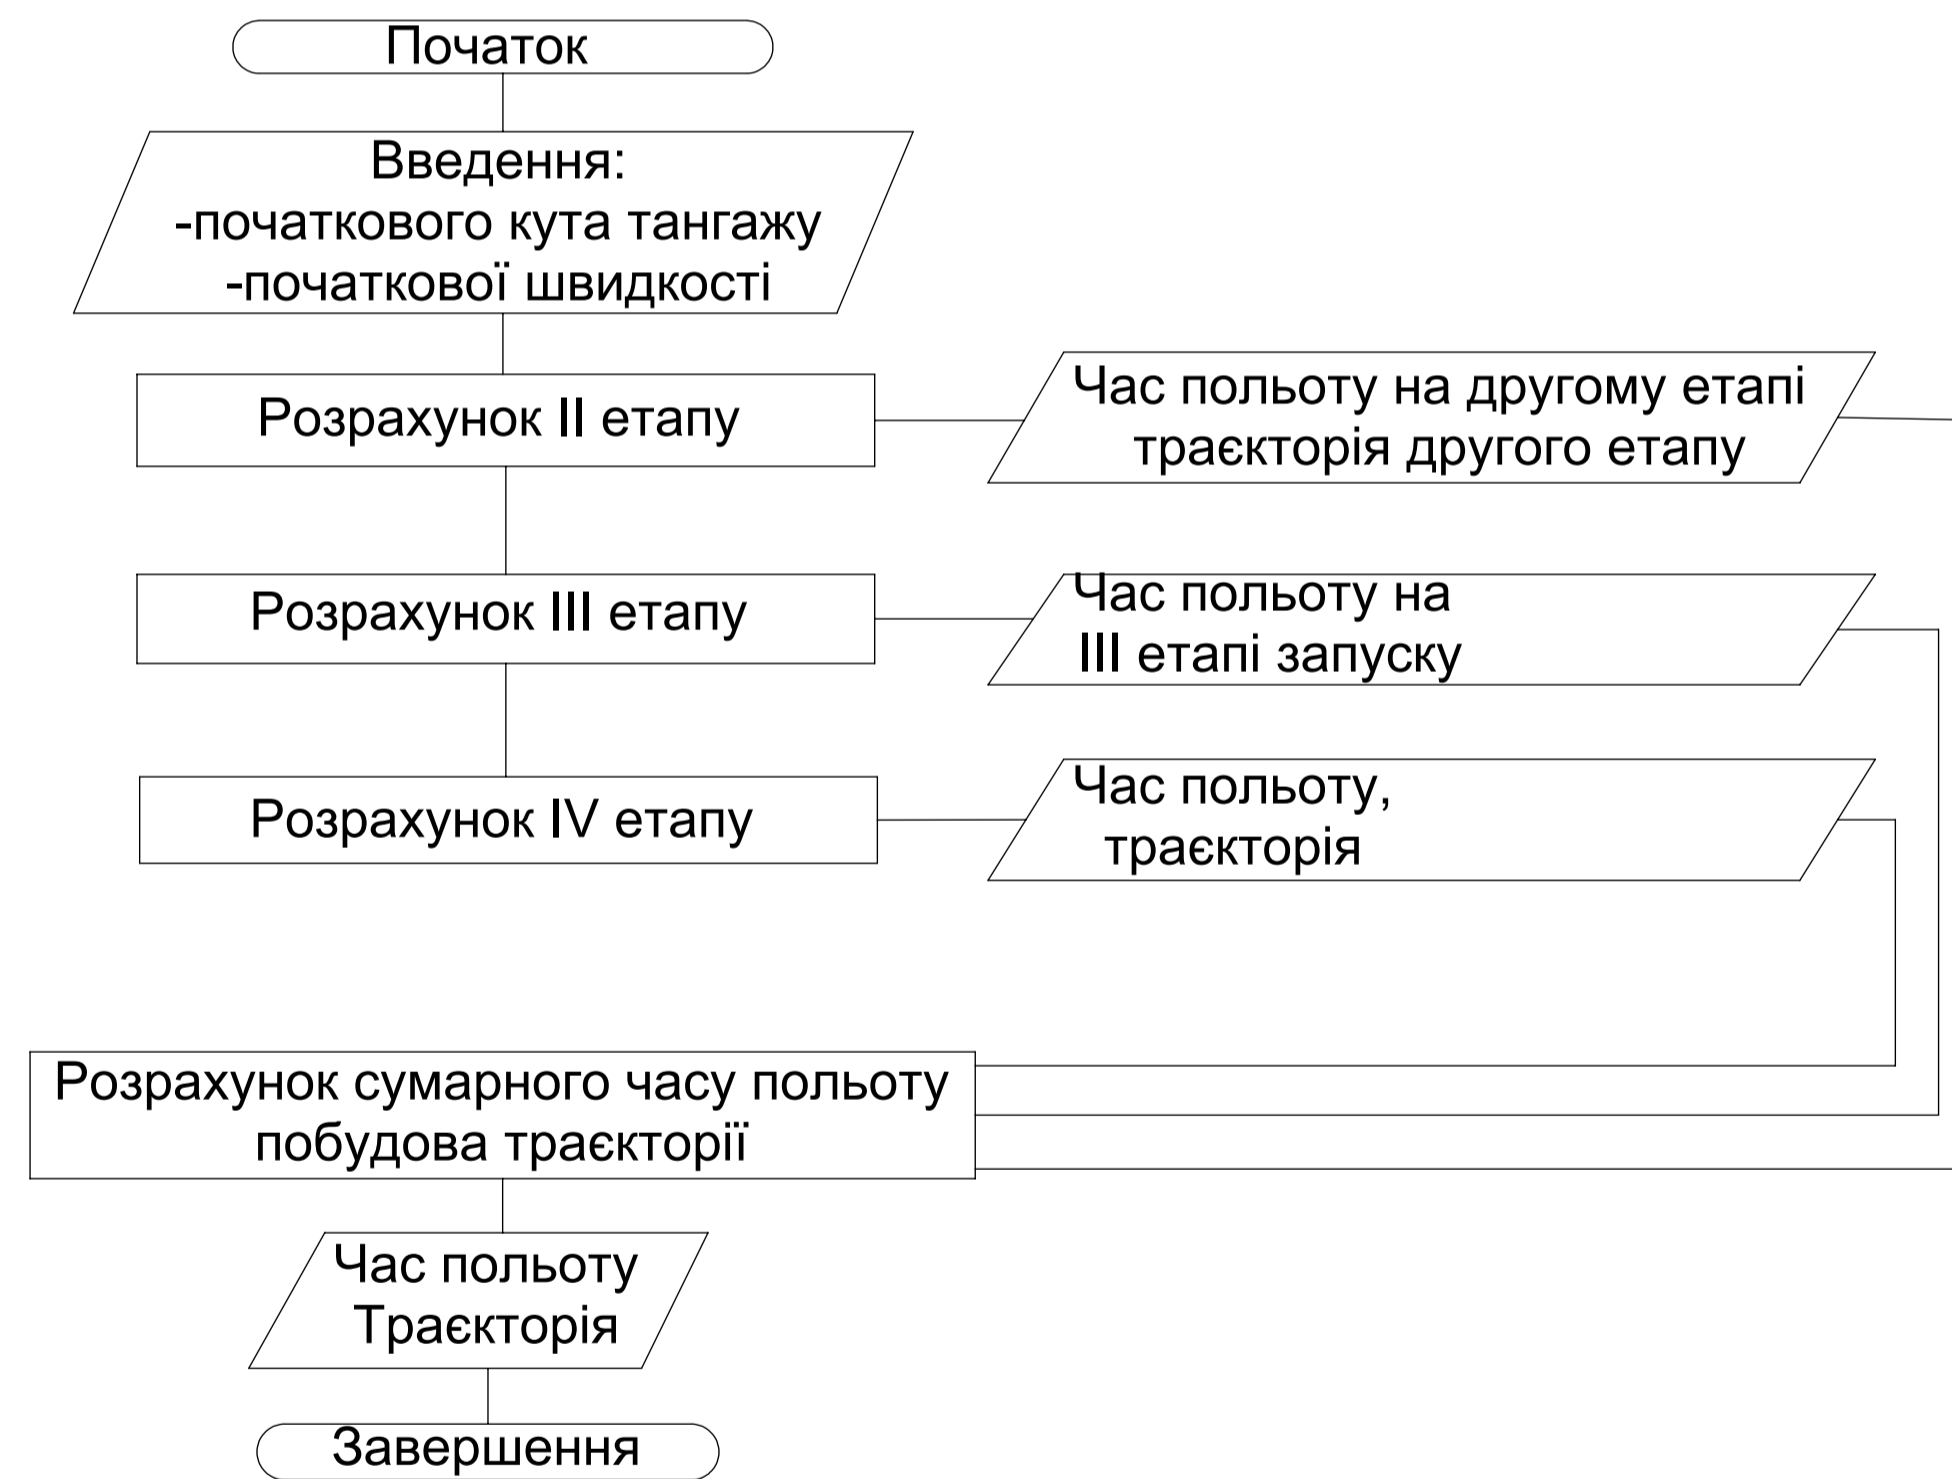 Початок
Введення:
-початкового кута тангажу
-початкової швидкості
Розрахунок II етапу
Час польоту на другому етапі
траєкторія другого етапу
Розрахунок III етапу
Час польоту на
III етапі запуску
Розрахунок IV етапу
Час польоту,
траєкторія
Розрахунок сумарного часу польоту
побудова траєкторії
Час польоту
Траєкторія
Завершення